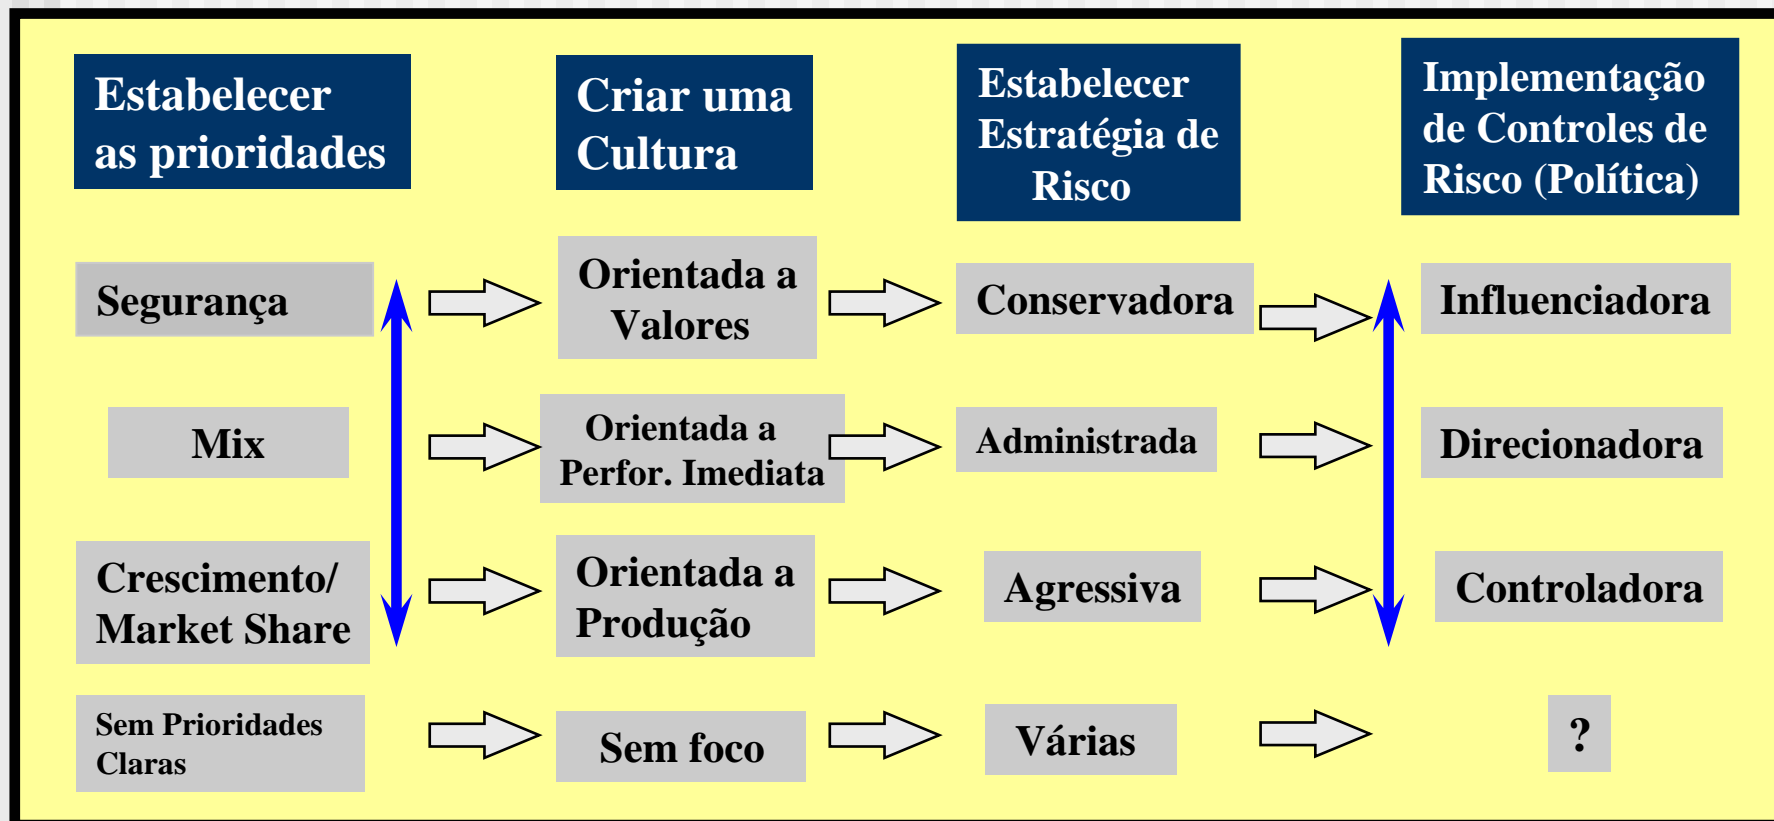 Estabelecer
as prioridades
Criar uma
Cultura
Estabelecer
Estratégia de
Risco
Implementação
de Controles de
Risco (Política)
Segurança
Orientada a
Valores
Conservadora
Influenciadora
Mix
Orientada a
Perfor. Imediata
Administrada
Direcionadora
Crescimento/
Market Share
Orientada a
Produção
Agressiva
Controladora
Sem Prioridades
Claras
Sem foco
Várias
?